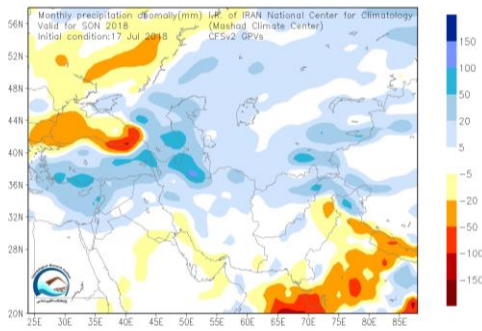 Monthly precipitation anomaly(mm) I.R. of IRAN National Center for Climatology
Valid for SON 2018 (Mashad Climate Center)
Initial condition:17 Jul 2018 CFSv2 GPVs
56N
52N
48N
44N
40N
36N
32N
28N
20N
25E 30E 35E 40E 45E 50E 55E 60E 65E 70E 75E 80E 85E
150
100
50
20
5
-5
-20
-50
-100
-150